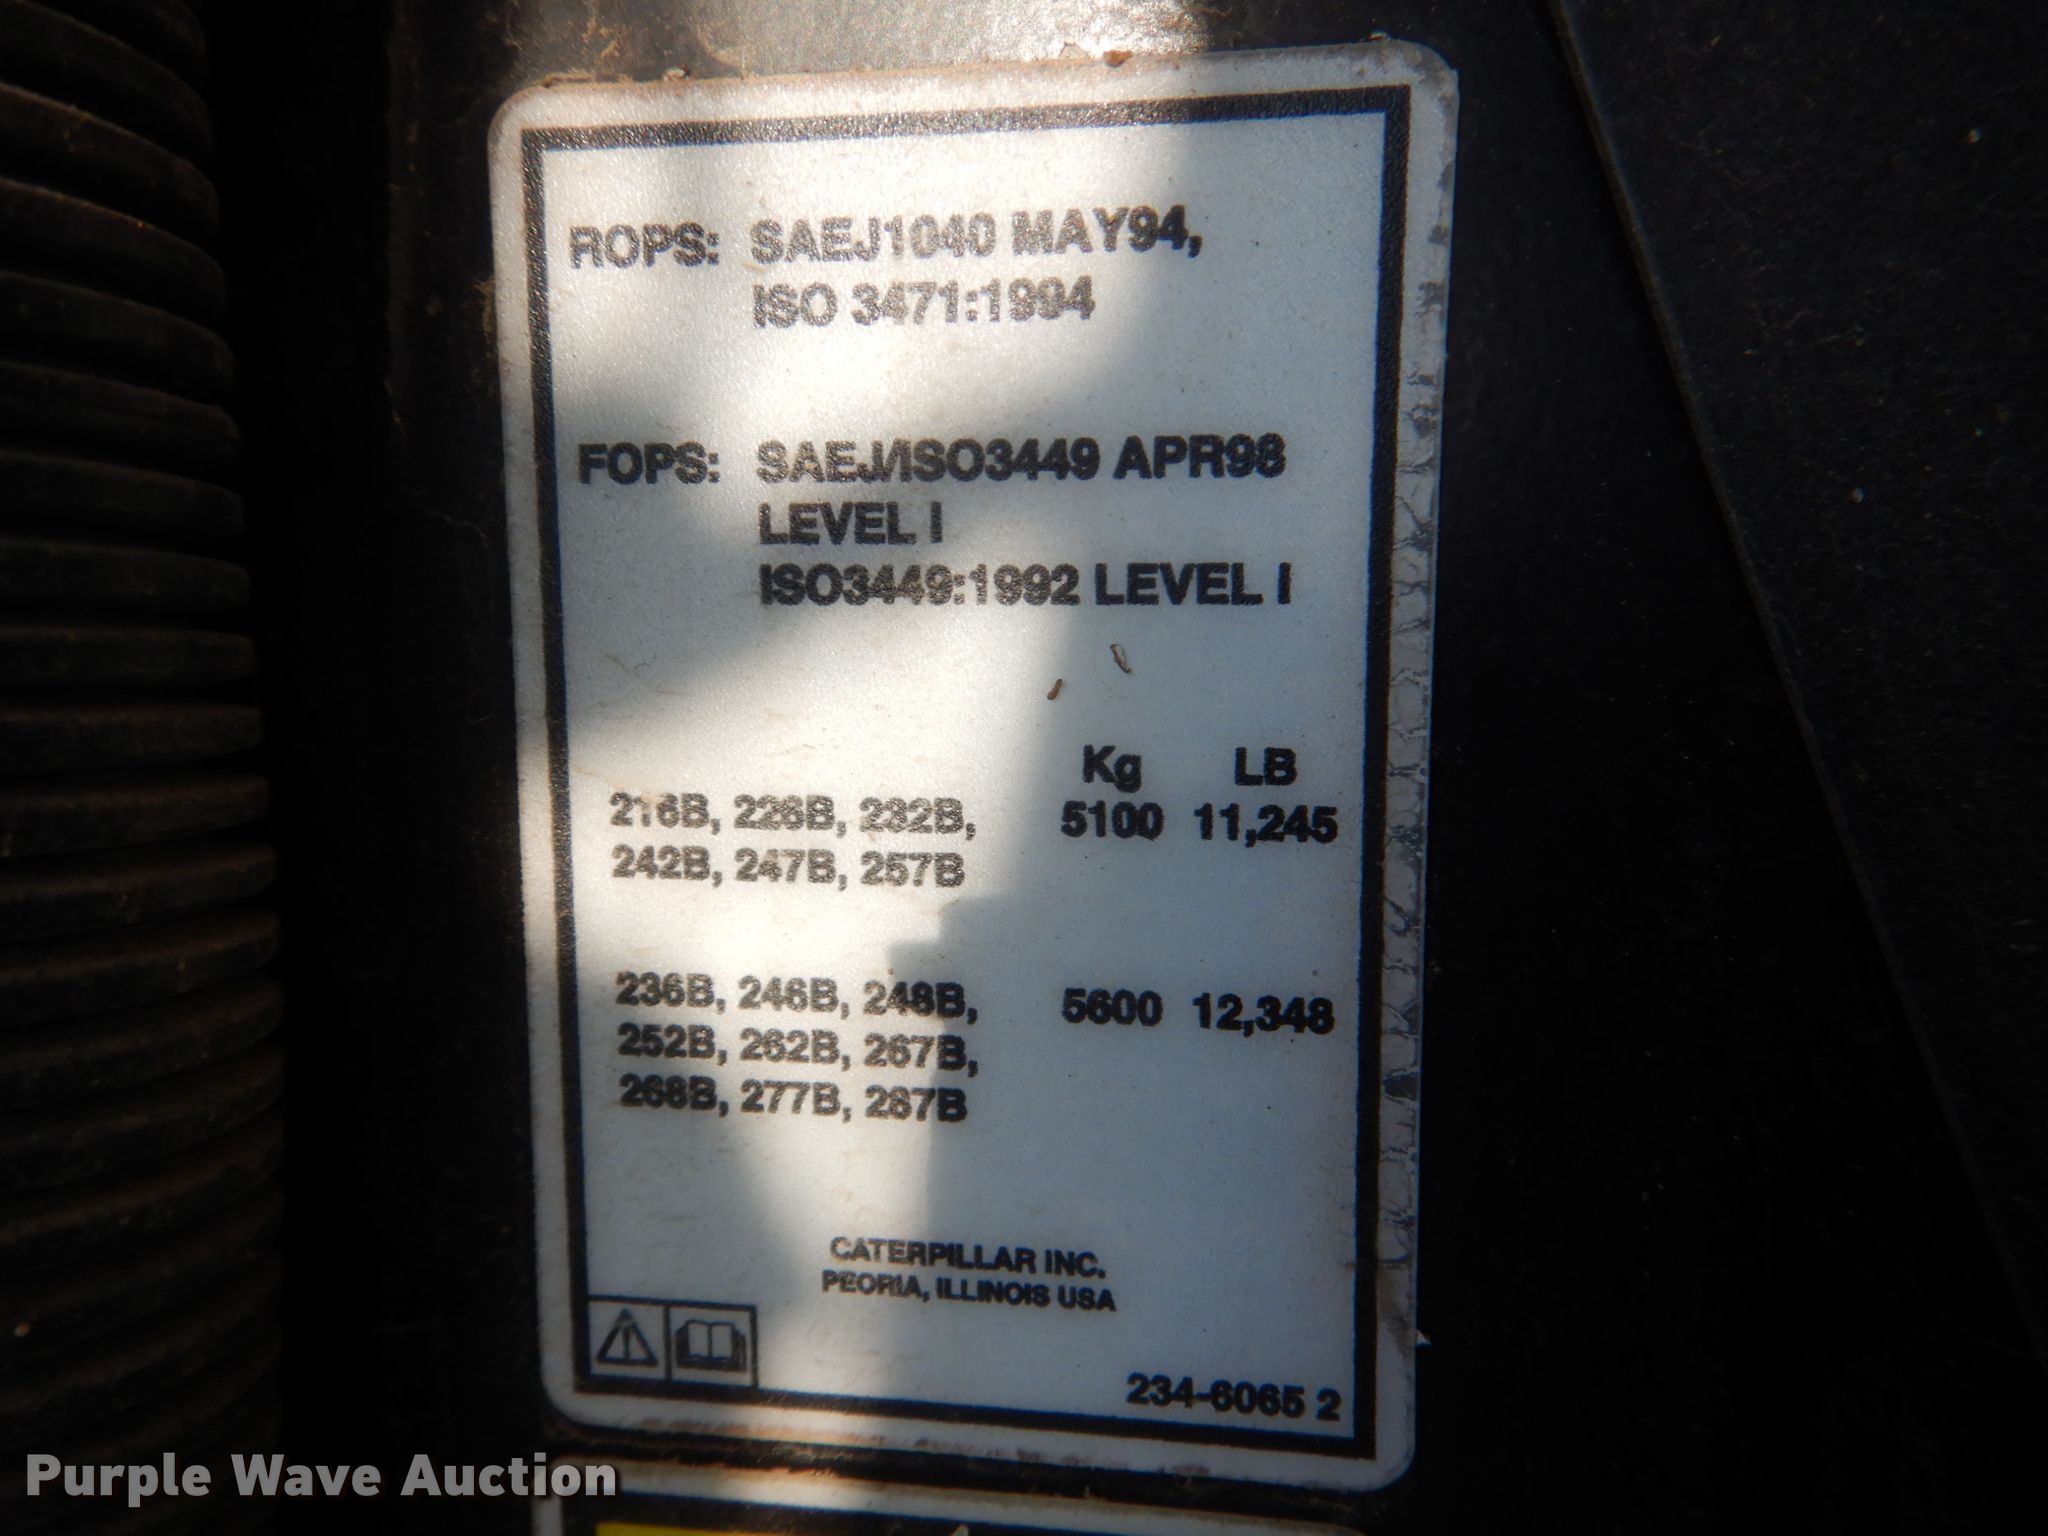 ROPS: SAEJ1040 MAY94,
ISO 3471:1994
FOPS: SAEJ/ISO3449 APR98
LEVEL I
ISO3449:1992 LEVEL I
Kg LB
216B, 226B, 232B, 5100 11,245
242B, 247B, 257B
236B, 246B, 248B, 5600 12,348
252B, 262B, 267B,
268B, 277B, 287B
CATERPILLAR INC.
PEORIA, ILLINOIS USA
234-6065 2
Purple Wave Auction